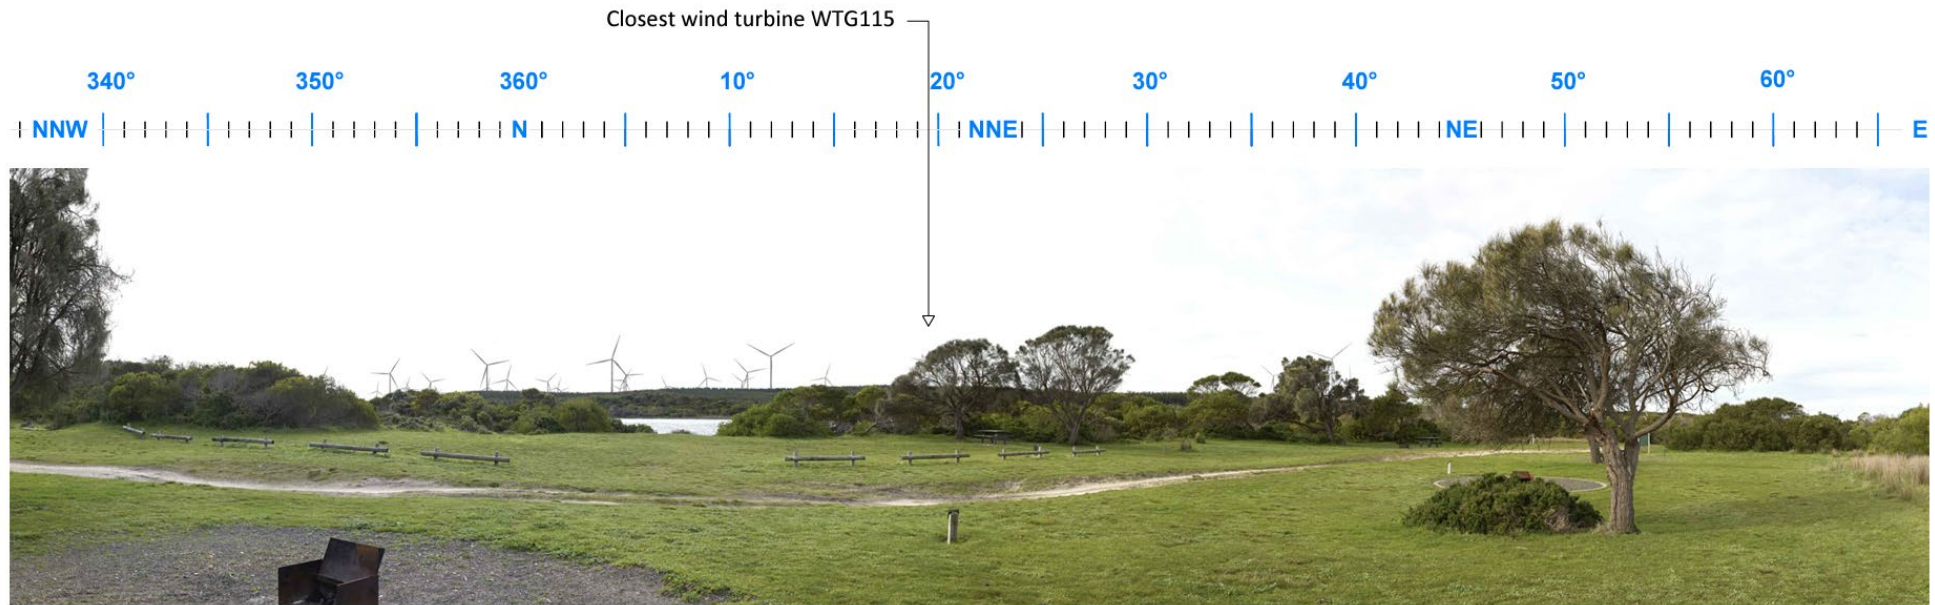 Closest wind turbine WTG115
340° 350° 360° 10° 20° 30° 40° 50° 60°
NNW N NNE NE E